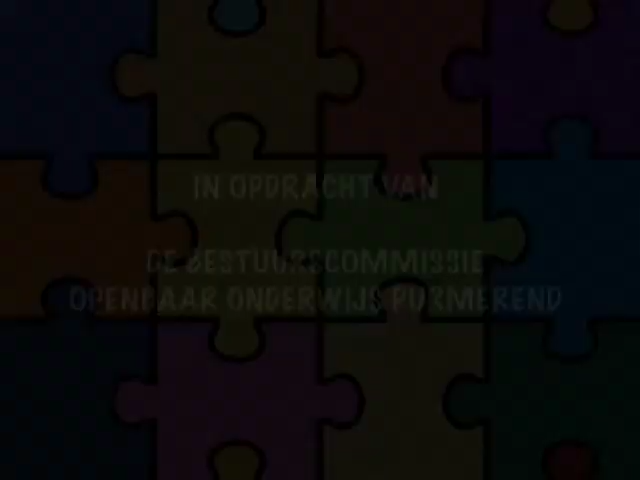 IN OPDRACHT VAN
DE BESTUURSCOMMISSIE
OPENBAAR ONDERWIJS PURMEREND